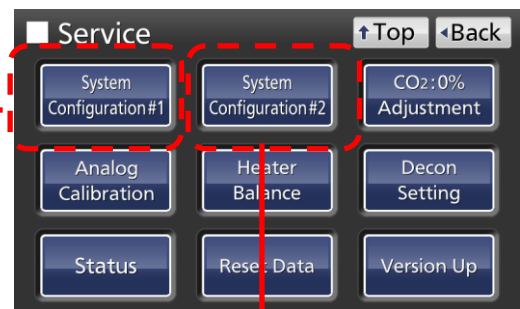 Service
↑Top
◂Back
System
Configuration#1
System
Configuration#2
CO2:0%
Adjustment
Analog
Calibration
Heater
Balance
Decon
Setting
Status
Reset Data
Version Up